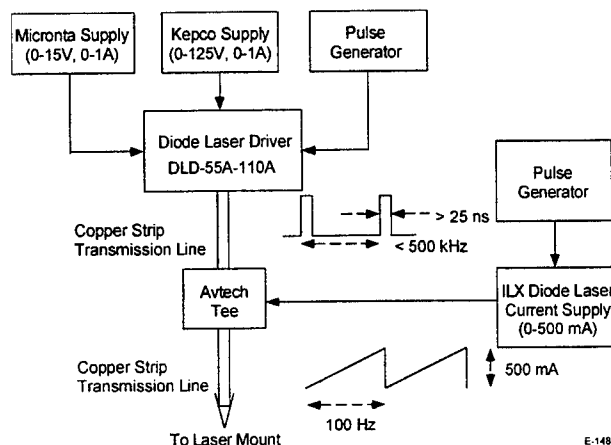 Micronta Supply
(0-15V, 0-1A)
Kepco Supply
(0-125V, 0-1A)
Pulse
Generator
Diode Laser Driver
DLD-55A-110A
Pulse
Generator
Copper Strip
Transmission Line
> 25 ns
< 500 kHz
Avtech
Tee
ILX Diode Laser
Current Supply
(0-500 mA)
Copper Strip
Transmission Line
500 mA
100 Hz
To Laser Mount
E-148